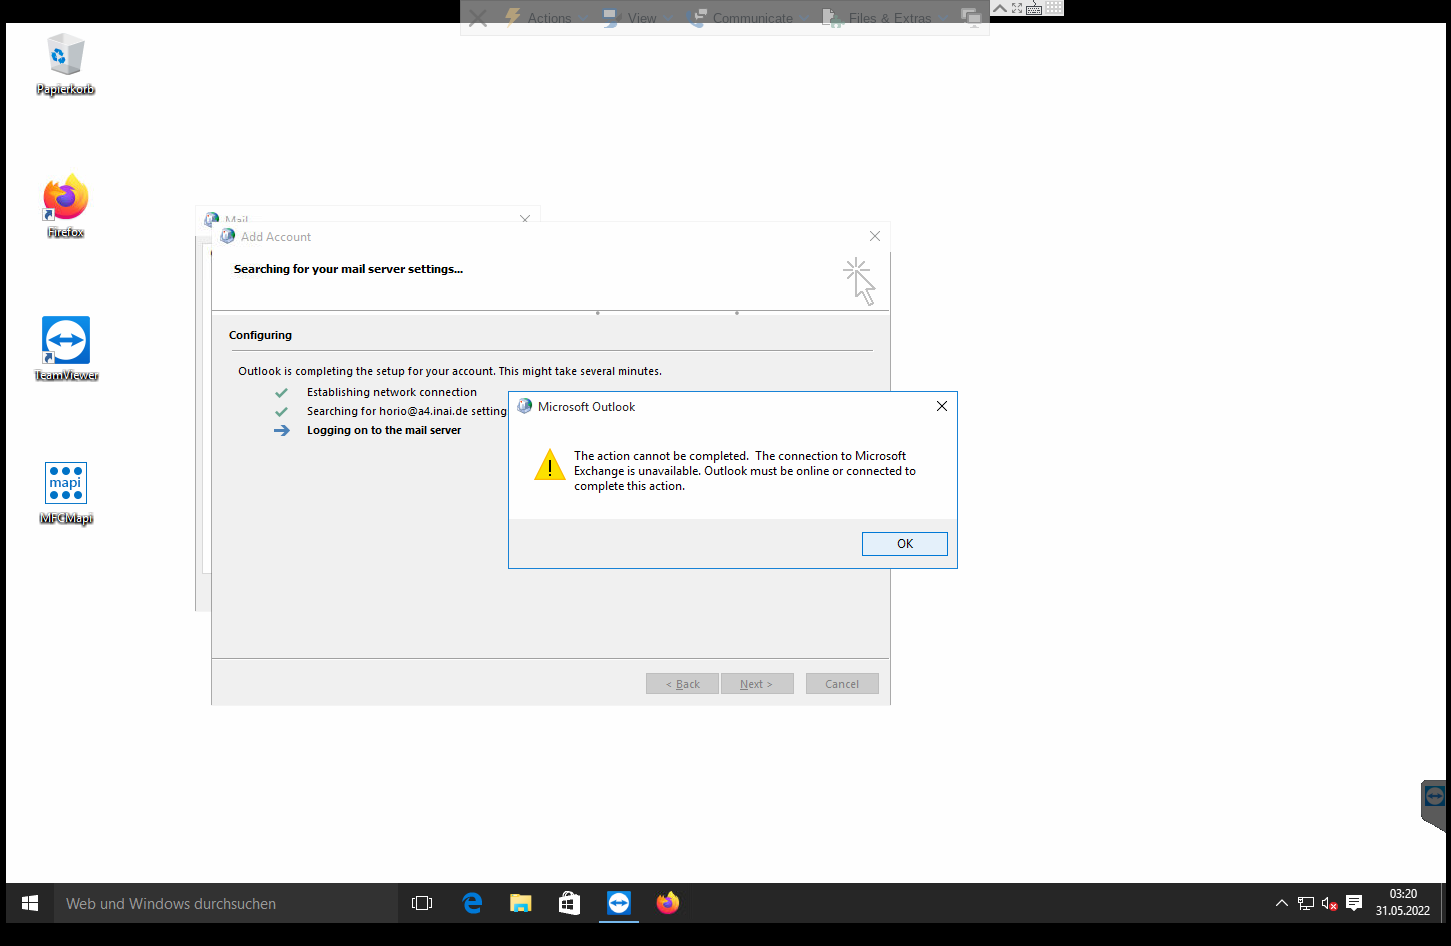 Actions
View
Communicate
Files & Extras
Papierkorb
Firefox
TeamViewer
mapi
MFCMapi
Mail
Add Account
Searching for your mail server settings...
Configuring
Outlook is completing the setup for your account. This might take several minutes.
Establishing network connection
Searching for horio@a4.inai.de setting
Logging on to the mail server
Microsoft Outlook
The action cannot be completed.  The connection to Microsoft
Exchange is unavailable. Outlook must be online or connected to
complete this action.
OK
< Back
Next >
Cancel
Web und Windows durchsuchen
03:20
31.05.2022